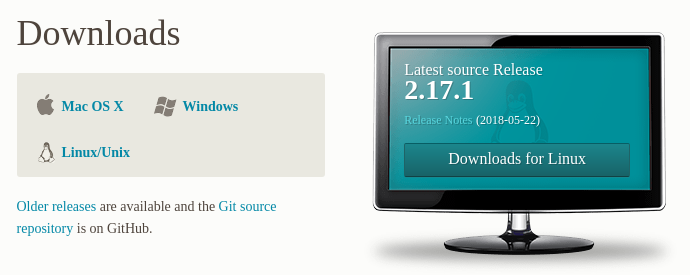 Downloads
Mac OS X
Windows
Linux/Unix
Older releases are available and the Git source
repository is on GitHub.
Latest source Release
2.17.1
Release Notes (2018-05-22)
Downloads for Linux